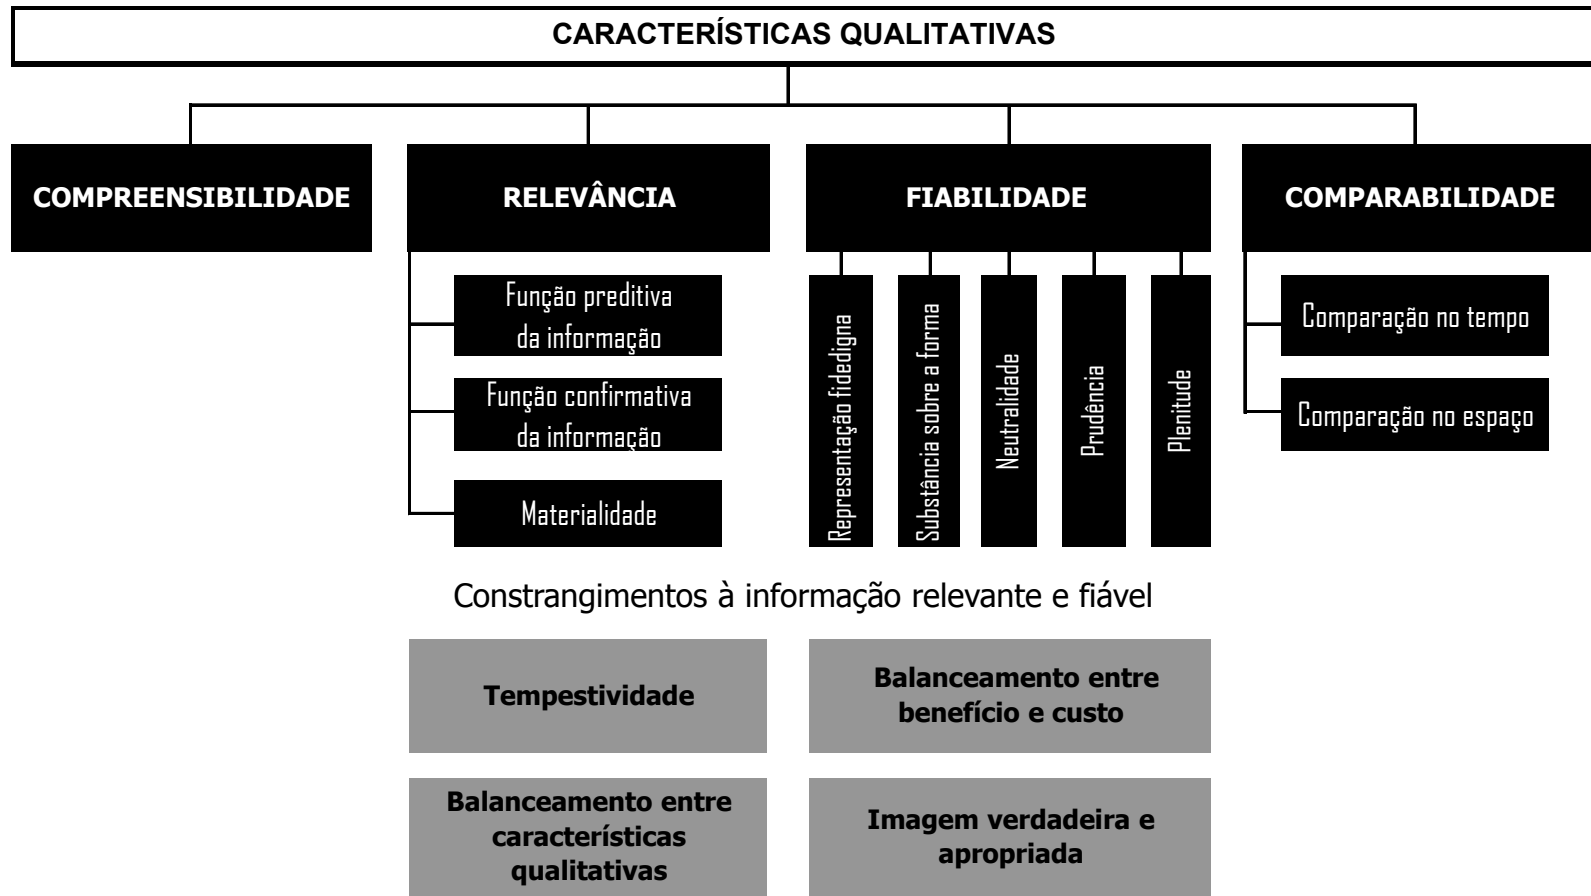 CARACTERÍSTICAS QUALITATIVAS
COMPREENSIBILIDADE
RELEVÂNCIA
FIABILIDADE
COMPARABILIDADE
Função preditiva
da informação
Função confirmativa
da informação
Materialidade
Representação fidedigna
Substância sobre a forma
Neutralidade
Prudência
Plenitude
Comparação no tempo
Comparação no espaço
Constrangimentos à informação relevante e fiável
Tempestividade
Balanceamento entre
benefício e custo
Balanceamento entre
características
qualitativas
Imagem verdadeira e
apropriada